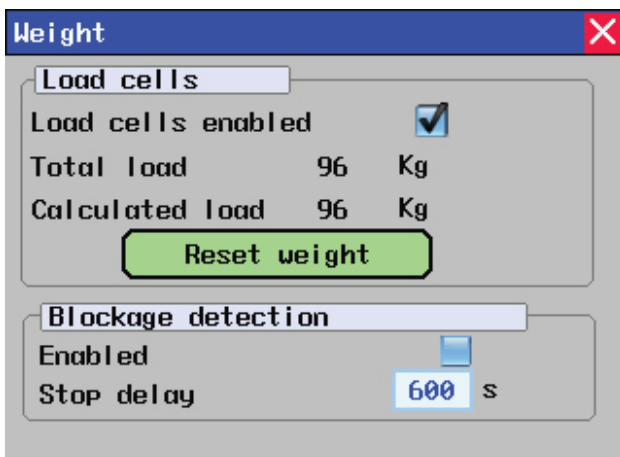 Weight
Load cells
Load cells enabled
Total load 96 Kg
Calculated load 96 Kg
Reset weight
Blockage detection
Enabled
Stop delay 600 s